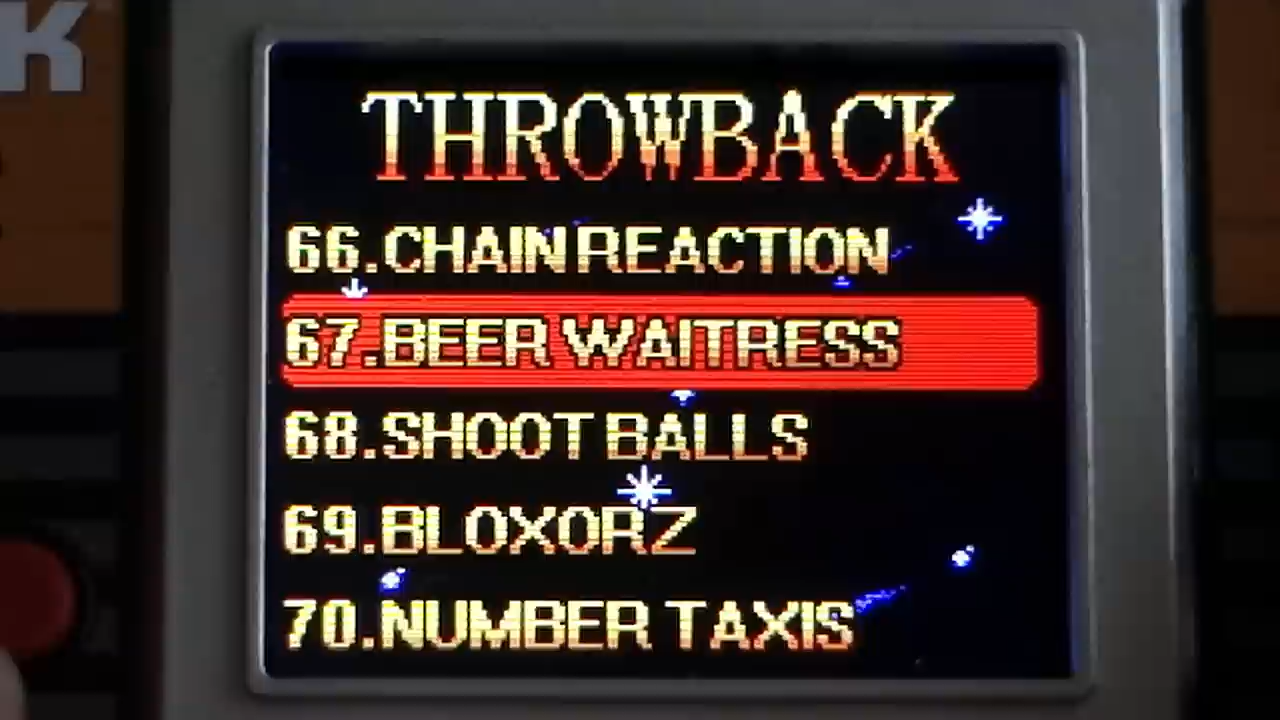 K
THROWBACK
66.CHAIN REACTION
67.BEER WAITRESS
68.SHOOT BALLS
69.BLOXORZ
70.NUMBER TAXIS